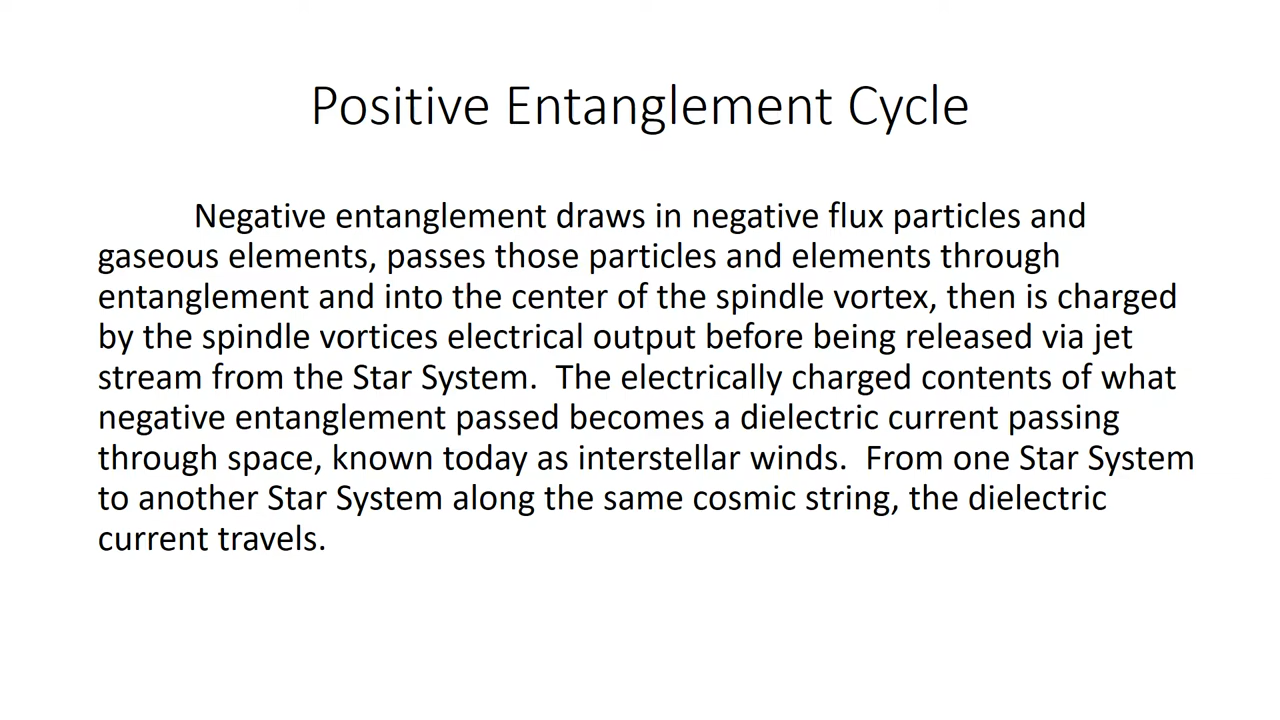 Positive Entanglement Cycle
Negative entanglement draws in negative flux particles and
gaseous elements, passes those particles and elements through
entanglement and into the center of the spindle vortex, then is charged
by the spindle vortices electrical output before being released via jet
stream from the Star System.  The electrically charged contents of what
negative entanglement passed becomes a dielectric current passing
through space, known today as interstellar winds.  From one Star System
to another Star System along the same cosmic string, the dielectric
current travels.